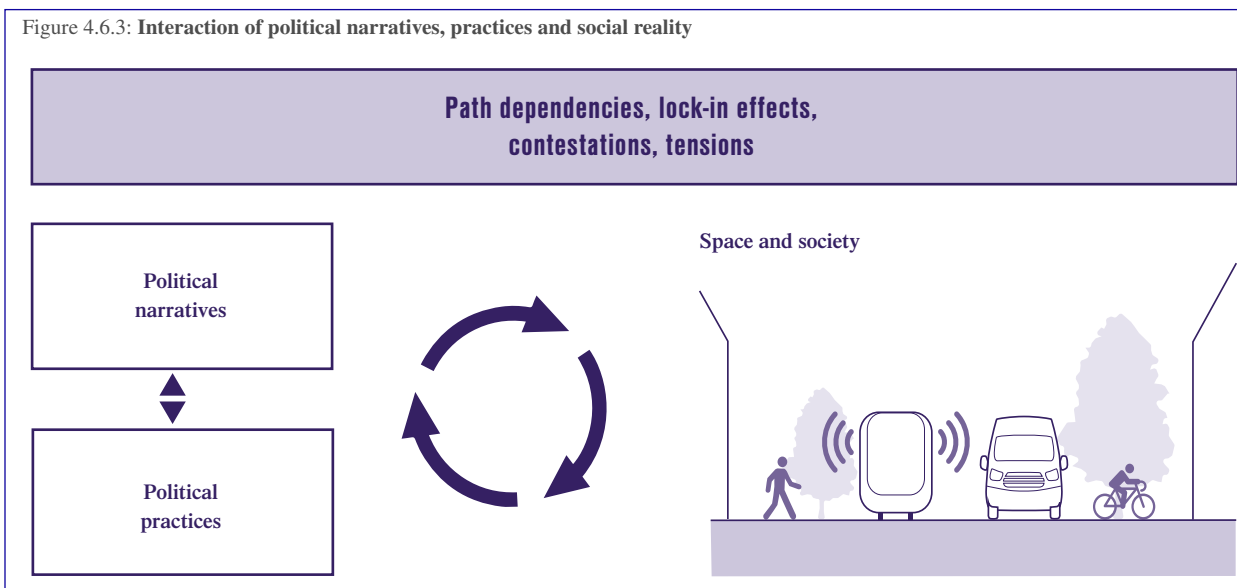 Figure 4.6.3: Interaction of political narratives, practices and social reality
Path dependencies, lock-in effects,
contestations, tensions
Political
narratives
Space and society
Political
practices